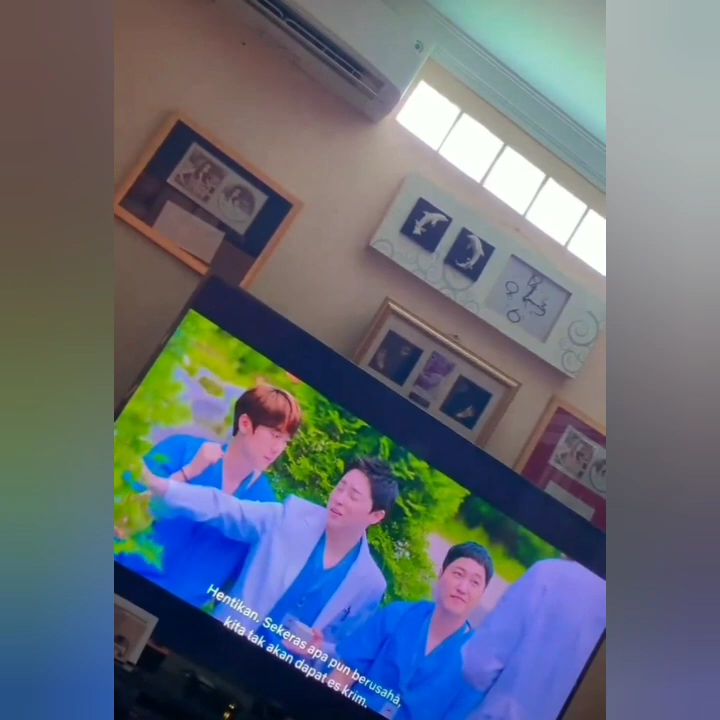 Hentikan. Sekeras apa pun berusaha,
kita tak akan dapat es krim.